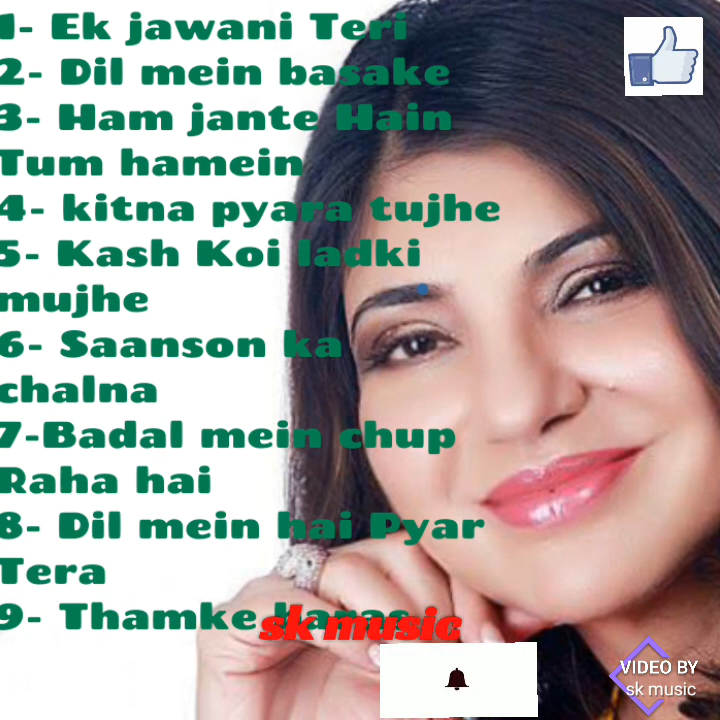 1- Ek jawani Teri
2- Dil mein basake
3- Ham jante Hain
Tum hamein
4- kitna pyara tujhe
5- Kash Koi ladki
mujhe
6- Saanson ka
chalna
7-Badal mein chup
Raha hai
8- Dil mein hai Pyar
Tera
9- Thamke
sk music
VIDEO BY
sk music